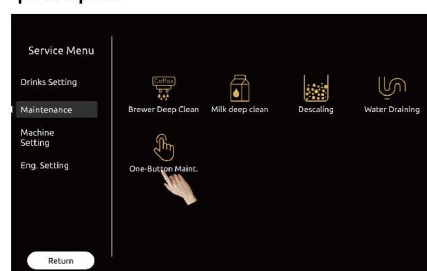 Service Menu
Drinks Setting
Maintenance
Machine
Setting
Eng. Setting
Return
Coffee
Brewer Deep Clean
Milk deep clean
Descaling
Water Draining
One-Button Maint.